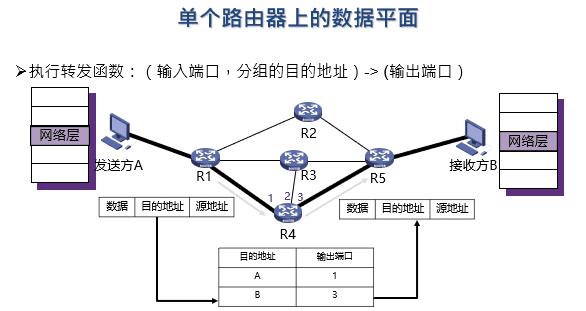 单个路由器上的数据平面
➢执行转发函数：（输入端口，分组的目的地址）-> (输出端口）
网络层
网络层
发送方A
接收方B
R2
R1
R3
R5
1 2 3
R4
数据 目的地址 源地址
数据 目的地址 源地址
目的地址 输出端口
A 1
B 3